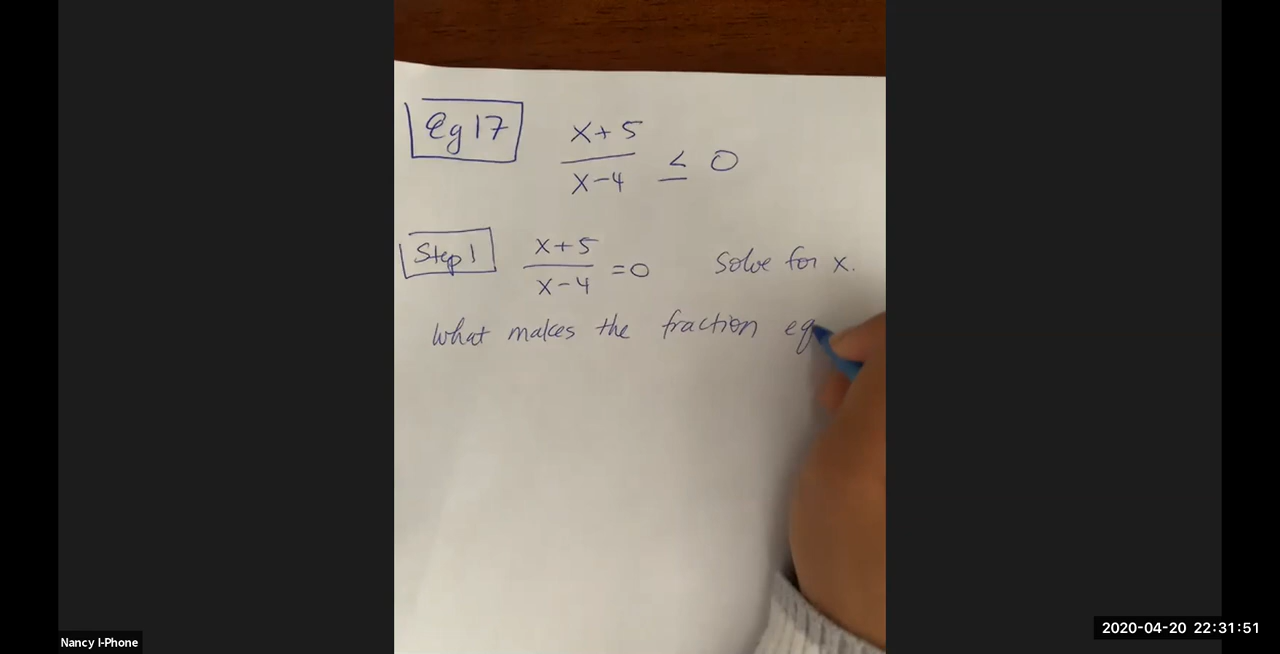 Eg 17
x+5
x-4
≤ 0
Step 1
x+5
x-4
=0
Solve for x.
What makes the fraction eq
Nancy I-Phone
2020-04-20 22:31:51